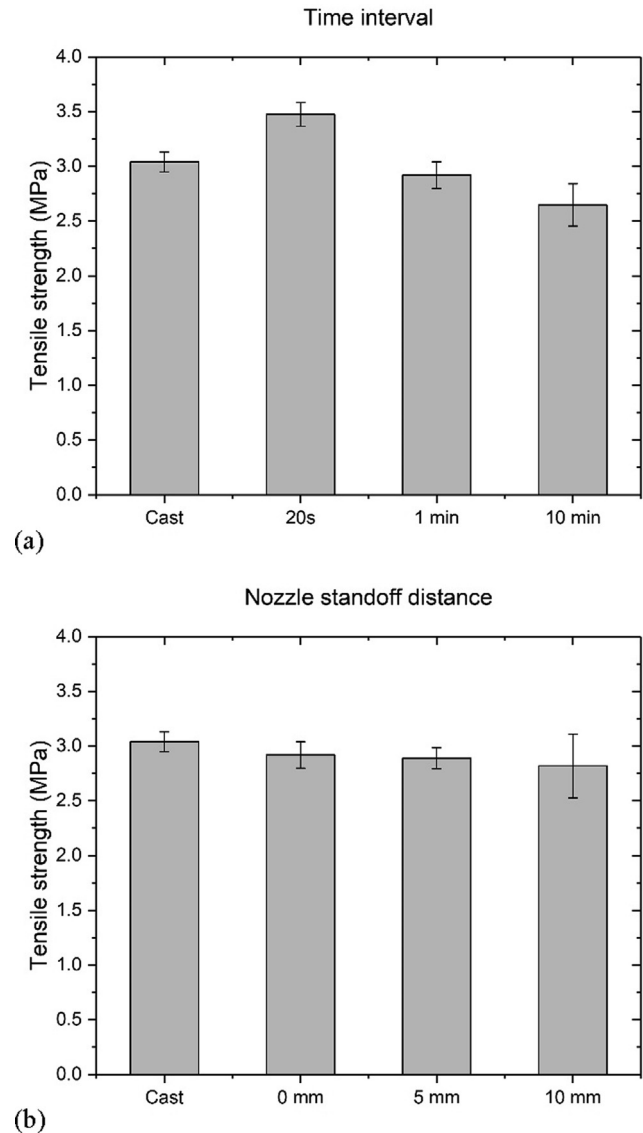 Time interval
4.0
3.5
3.0
2.5
2.0
1.5
1.0
0.5
0.0
Tensile strength (MPa)
Cast 20s 1 min 10 min
(a)
Nozzle standoff distance
4.0
3.5
3.0
2.5
2.0
1.5
1.0
0.5
0.0
Tensile strength (MPa)
Cast 0 mm 5 mm 10 mm
(b)